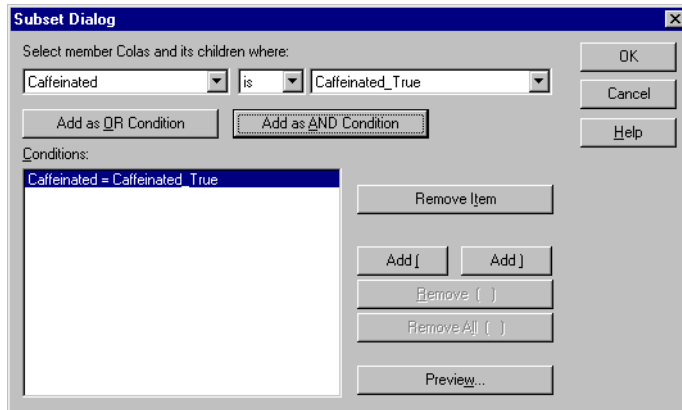 Subset Dialog
Select member Colas and its children where:
Caffeinated
is
Caffeinated_True
OK
Cancel
Help
Add as OR Condition
Add as AND Condition
Conditions:
Caffeinated = Caffeinated_True
Remove Item
Add (
Add )
Remove ( )
Remove All ( )
Preview...